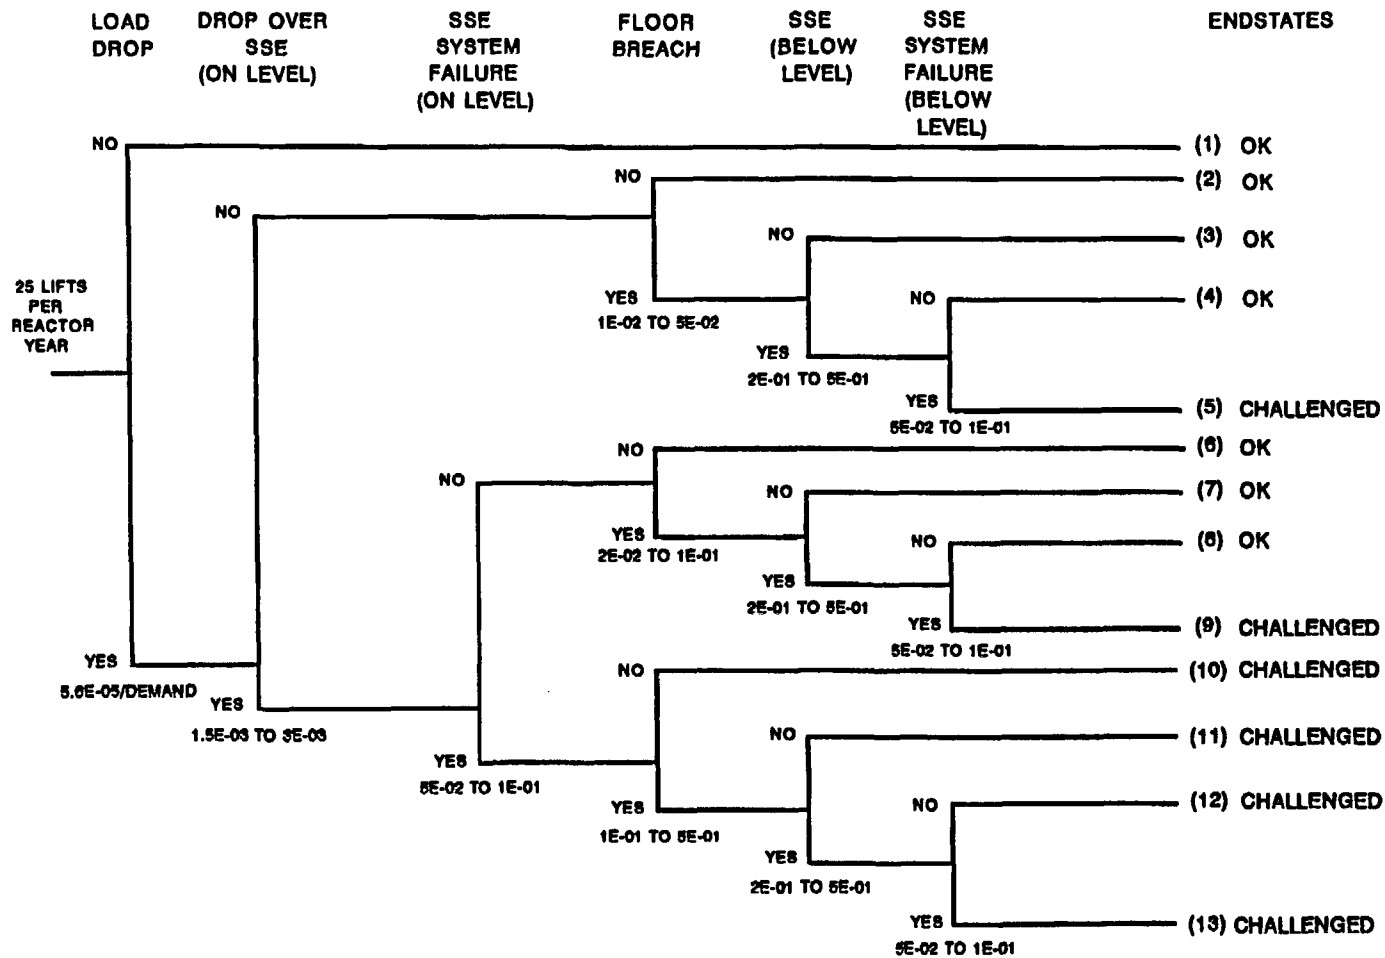 LOAD DROP
DROP OVER SSE (ON LEVEL)
SSE SYSTEM FAILURE (ON LEVEL)
FLOOR BREACH
SSE (BELOW LEVEL)
SSE SYSTEM FAILURE (BELOW LEVEL)
ENDSTATES
NO
(1) OK
NO
(2) OK
NO
NO
(3) OK
25 LIFTS
PER
REACTOR
YEAR
YES
1E-02 TO 5E-02
NO
(4) OK
YES
2E-01 TO 5E-01
YES
5E-02 TO 1E-01
(5) CHALLENGED
NO
(6) OK
NO
NO
(7) OK
YES
2E-02 TO 1E-01
NO
(8) OK
YES
2E-01 TO 5E-01
YES
5E-02 TO 1E-01
(9) CHALLENGED
YES
5.6E-05/DEMAND
NO
(10) CHALLENGED
YES
1.5E-03 TO 3E-03
NO
(11) CHALLENGED
YES
5E-02 TO 1E-01
YES
1E-01 TO 5E-01
NO
(12) CHALLENGED
YES
2E-01 TO 5E-01
YES
5E-02 TO 1E-01
(13) CHALLENGED